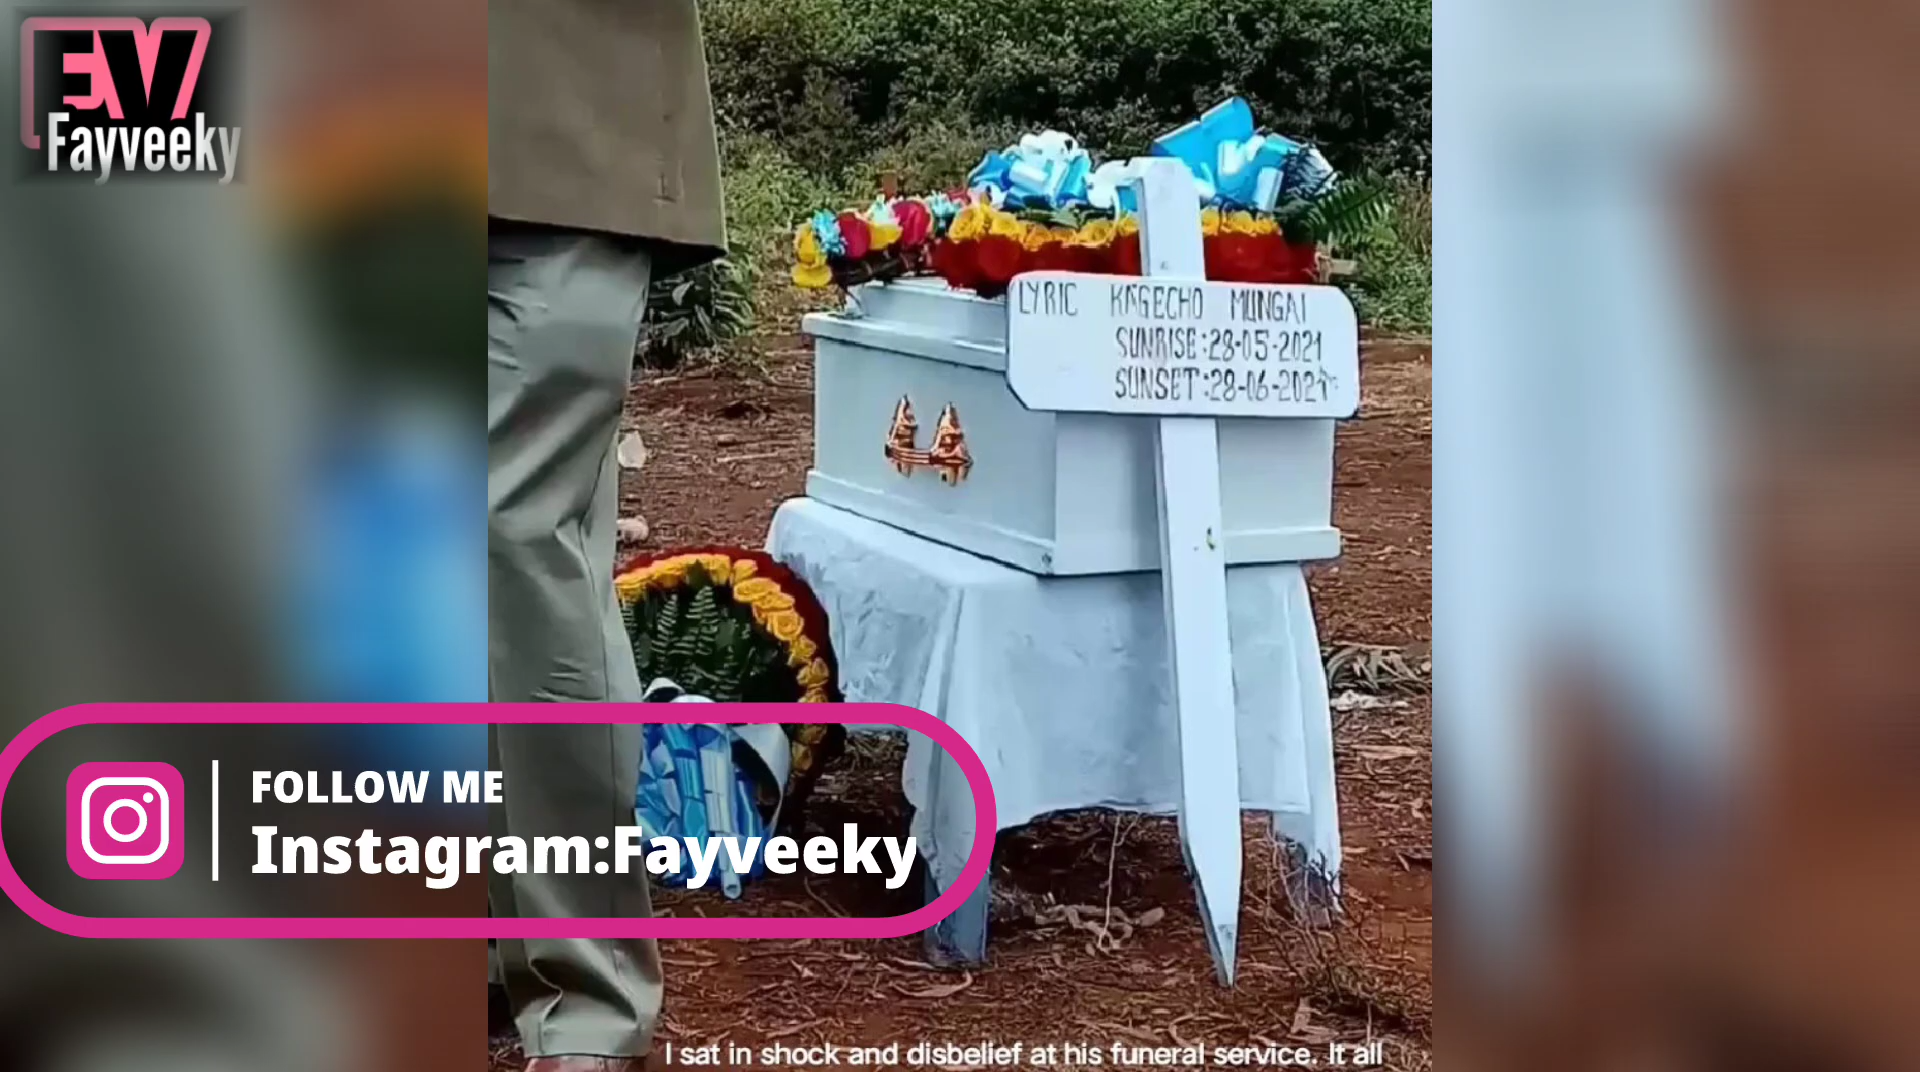 FV
Fayveeky
LYRIC KAGECHO MUNGAI
SUNRISE:28-05-2021
SUNSET:28-06-2021
FOLLOW ME
Instagram:Fayveeky
I sat in shock and disbelief at his funeral service. It all